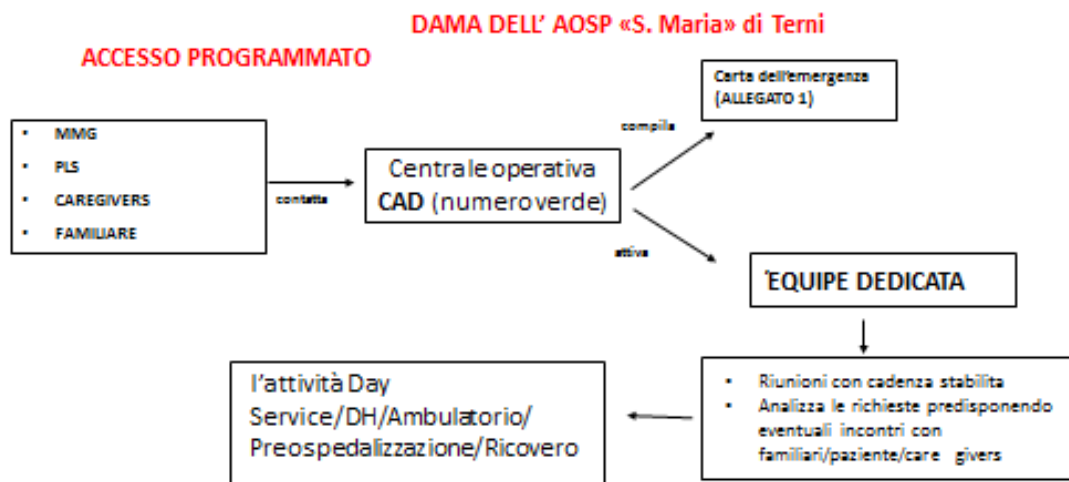 DAMA DELL' AOSP «S. Maria» di Terni
ACCESSO PROGRAMMATO
• MMG
• PLS
• CAREGIVERS
• FAMILIARE
contatta
Centrale operativa
CAD (numero verde)
compila
Carta dell'emergenza
(ALLEGATO 1)
attiva
'EQUIPE DEDICATA
• Riunioni con cadenza stabilita
• Analizza le richieste predisponendo
eventuali incontri con
familiari/paziente/care givers
l'attività Day
Service/DH/Ambulatorio/
Preospedalizzazione/Ricovero